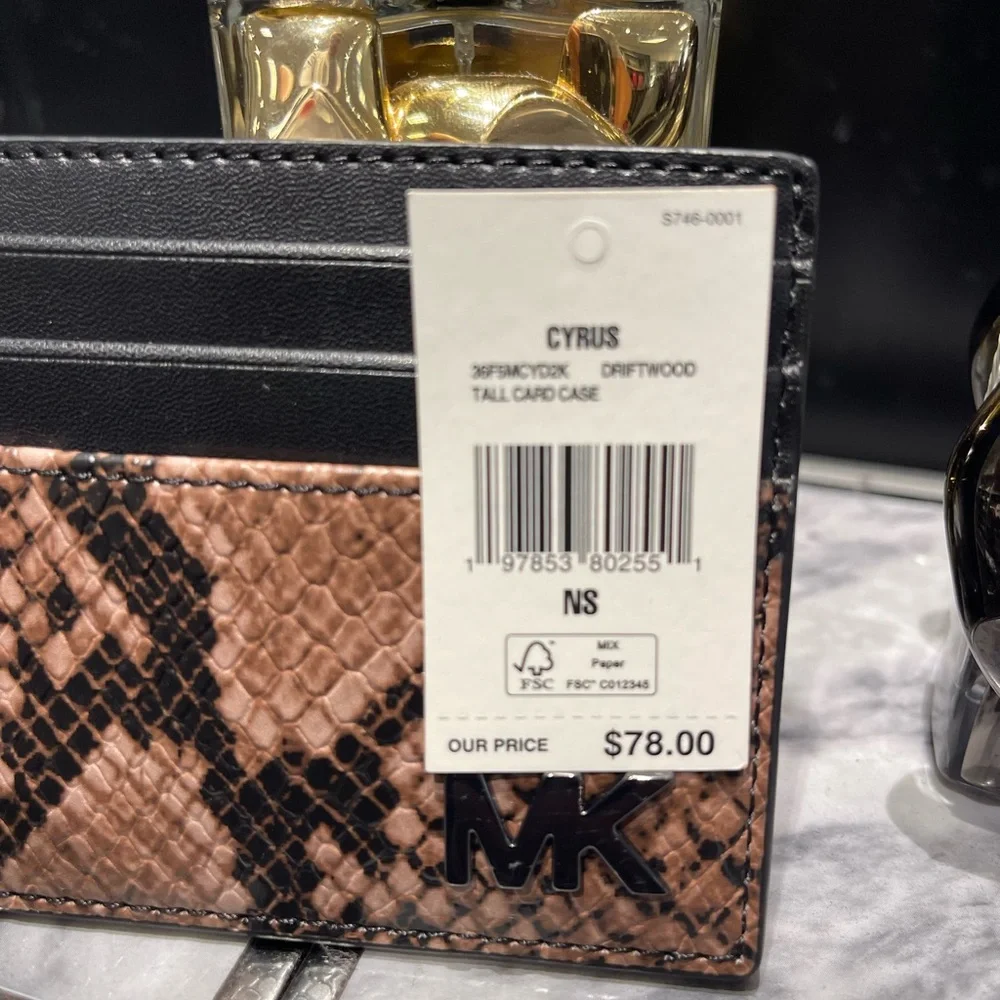 S746-0001
CYRUS
36F5MCYD2K DRIFTWOOD
TALL CARD CASE
1 97853 80255 1
NS
FSC
MIX
Paper
FSC® C012345
OUR PRICE $78.00
MK